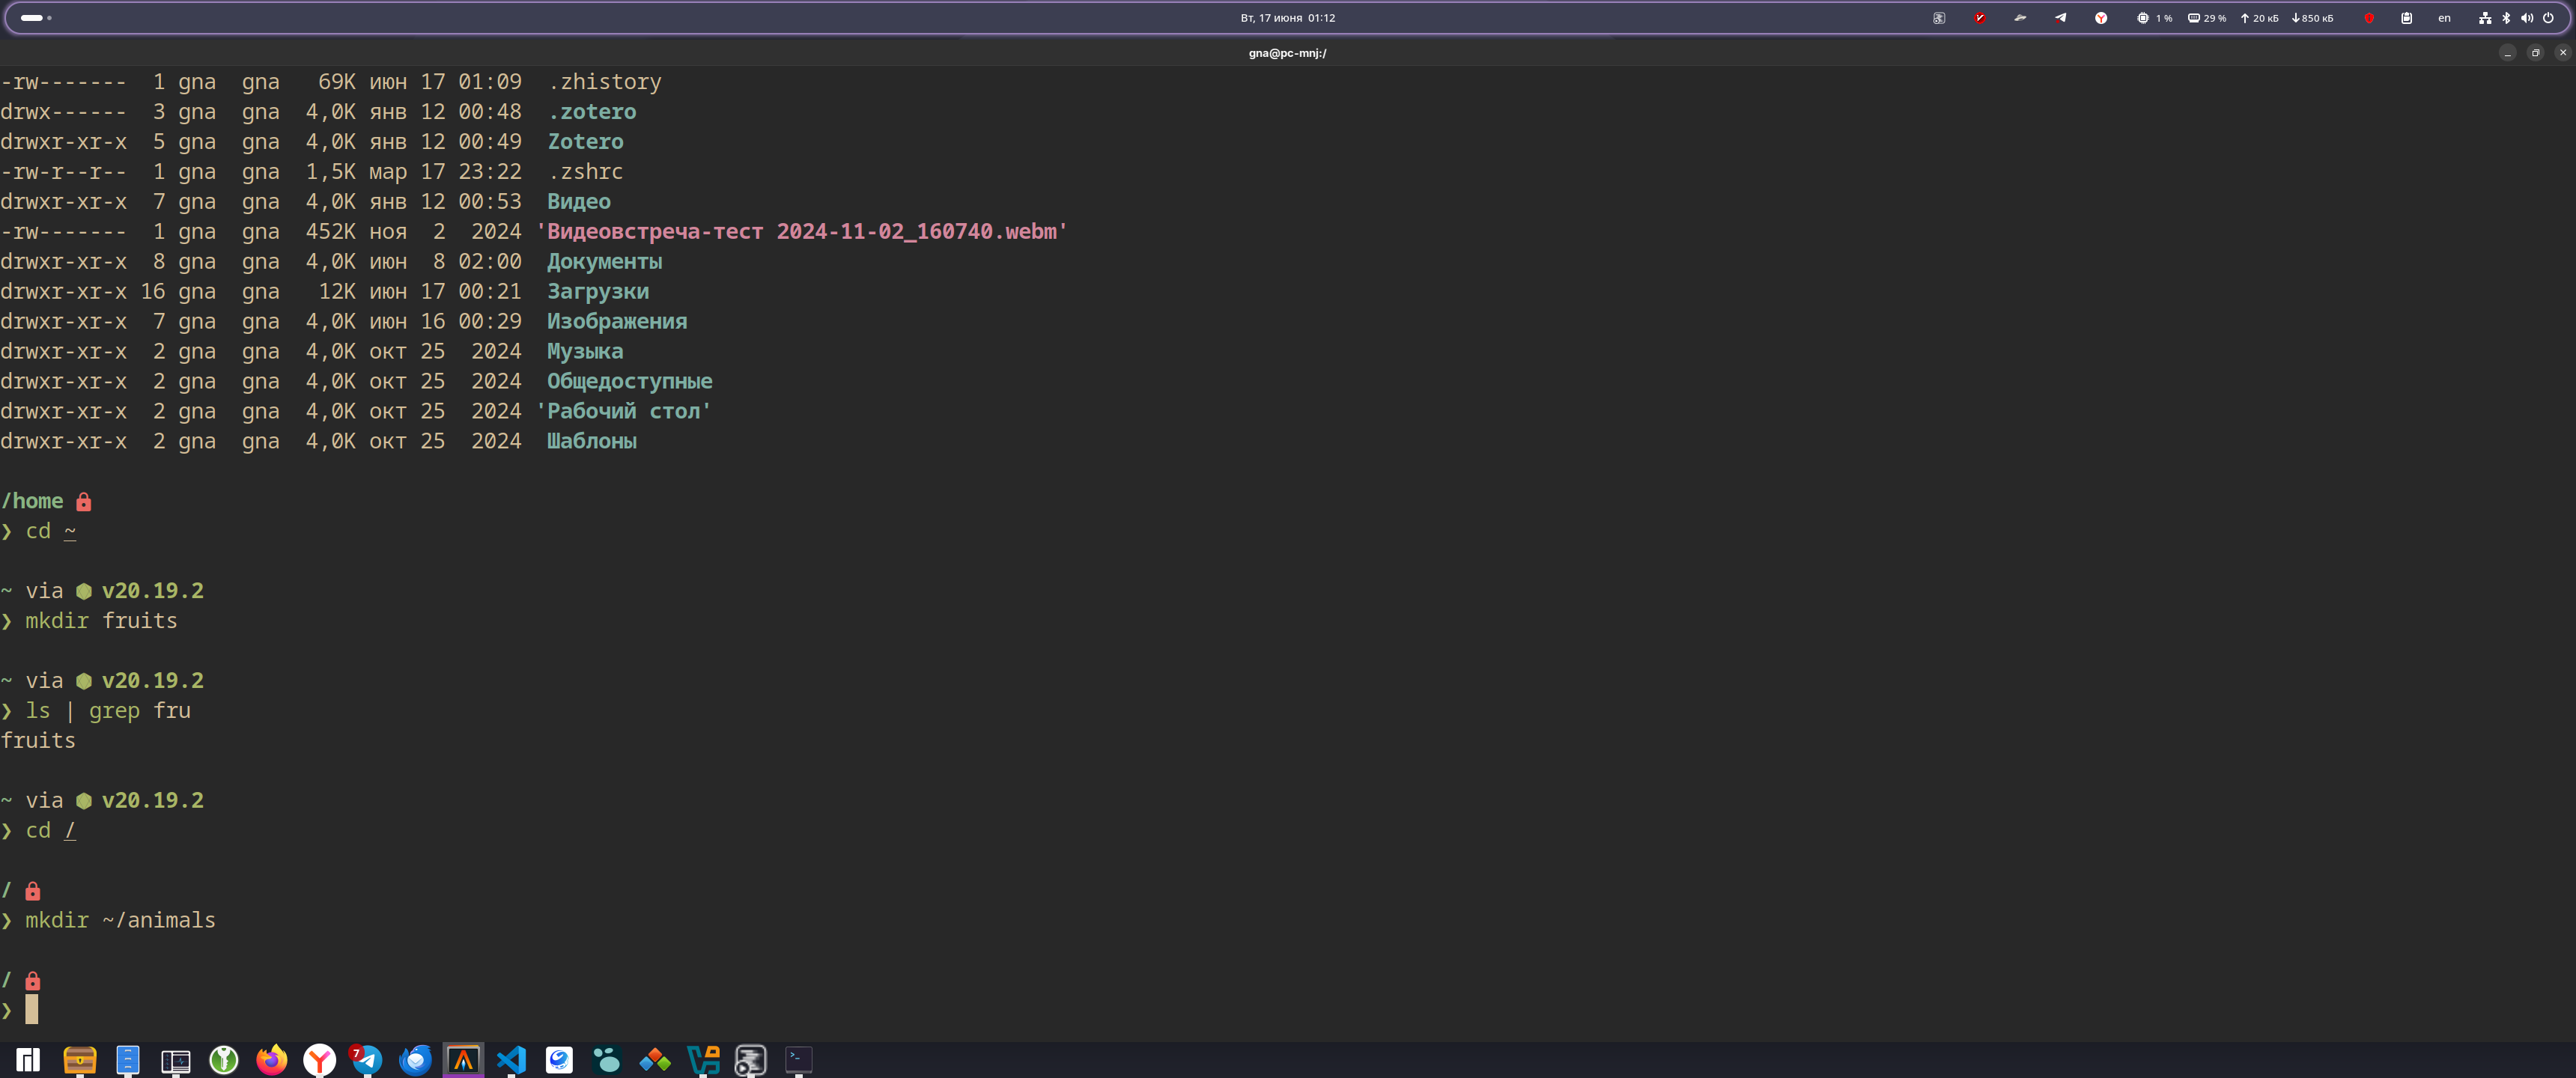 Вт, 17 июня 01:12
1 % 29 % 20 кБ 850 кБ en
gna@pc-mnj:/
-rw------- 1 gna gna 69K июн 17 01:09 .zhistory
drwx------ 3 gna gna 4,0K янв 12 00:48 .zotero
drwxr-xr-x 5 gna gna 4,0K янв 12 00:49 Zotero
-rw-r--r-- 1 gna gna 1,5K мар 17 23:22 .zshrc
drwxr-xr-x 7 gna gna 4,0K янв 12 00:53 Видео
-rw------- 1 gna gna 452K ноя 2 2024 'Видеовстреча-тест 2024-11-02_160740.webm'
drwxr-xr-x 8 gna gna 4,0K июн 8 02:00 Документы
drwxr-xr-x 16 gna gna 12K июн 17 00:21 Загрузки
drwxr-xr-x 7 gna gna 4,0K июн 16 00:29 Изображения
drwxr-xr-x 2 gna gna 4,0K окт 25 2024 Музыка
drwxr-xr-x 2 gna gna 4,0K окт 25 2024 Общедоступные
drwxr-xr-x 2 gna gna 4,0K окт 25 2024 'Рабочий стол'
drwxr-xr-x 2 gna gna 4,0K окт 25 2024 Шаблоны
/home
❯ cd ~
~ via v20.19.2
❯ mkdir fruits
~ via v20.19.2
❯ ls | grep fru
fruits
~ via v20.19.2
❯ cd /
/
❯ mkdir ~/animals
/
❯
7